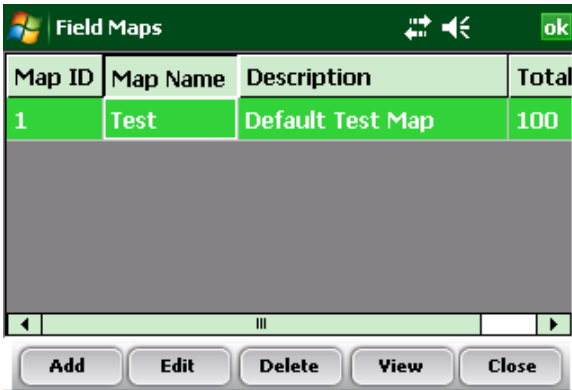 Field Maps ok
Map ID Map Name Description Total
1 Test Default Test Map 100
Add Edit Delete View Close